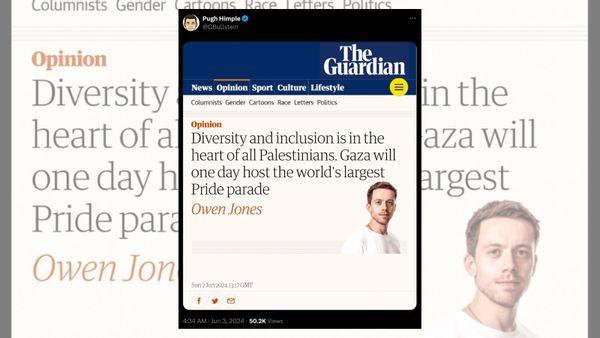 Columnists Gender Cartoons Race Letters Politics
Opinion
Diversity
in the
heart of a
Gaza will
one day h
argest
Pride para
Owen Jon
Pugh Himple
@GBullstein
The
Guardian
News Opinion Sport Culture Lifestyle
Columnists Gender Cartoons Race Letters Politics
Opinion
Diversity and inclusion is in the
heart of all Palestinians. Gaza will
one day host the world's largest
Pride parade
Owen Jones
Sun 2 Jun 2024 13.17 GMT
4:34 AM · Jun 3, 2024 · 50.2K Views